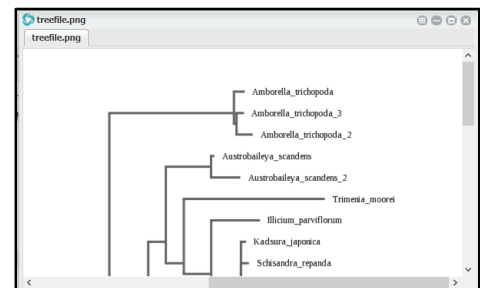 treefile.png
treefile.png
Amborella_trichopoda
Amborella_trichopoda_3
Amborella_trichopoda_2
Austrobaileya_scandens
Austrobaileya_scandens_2
Trimenia_moorei
Illicium_parviflorum
Kadsura_japonica
Schisandra_repanda